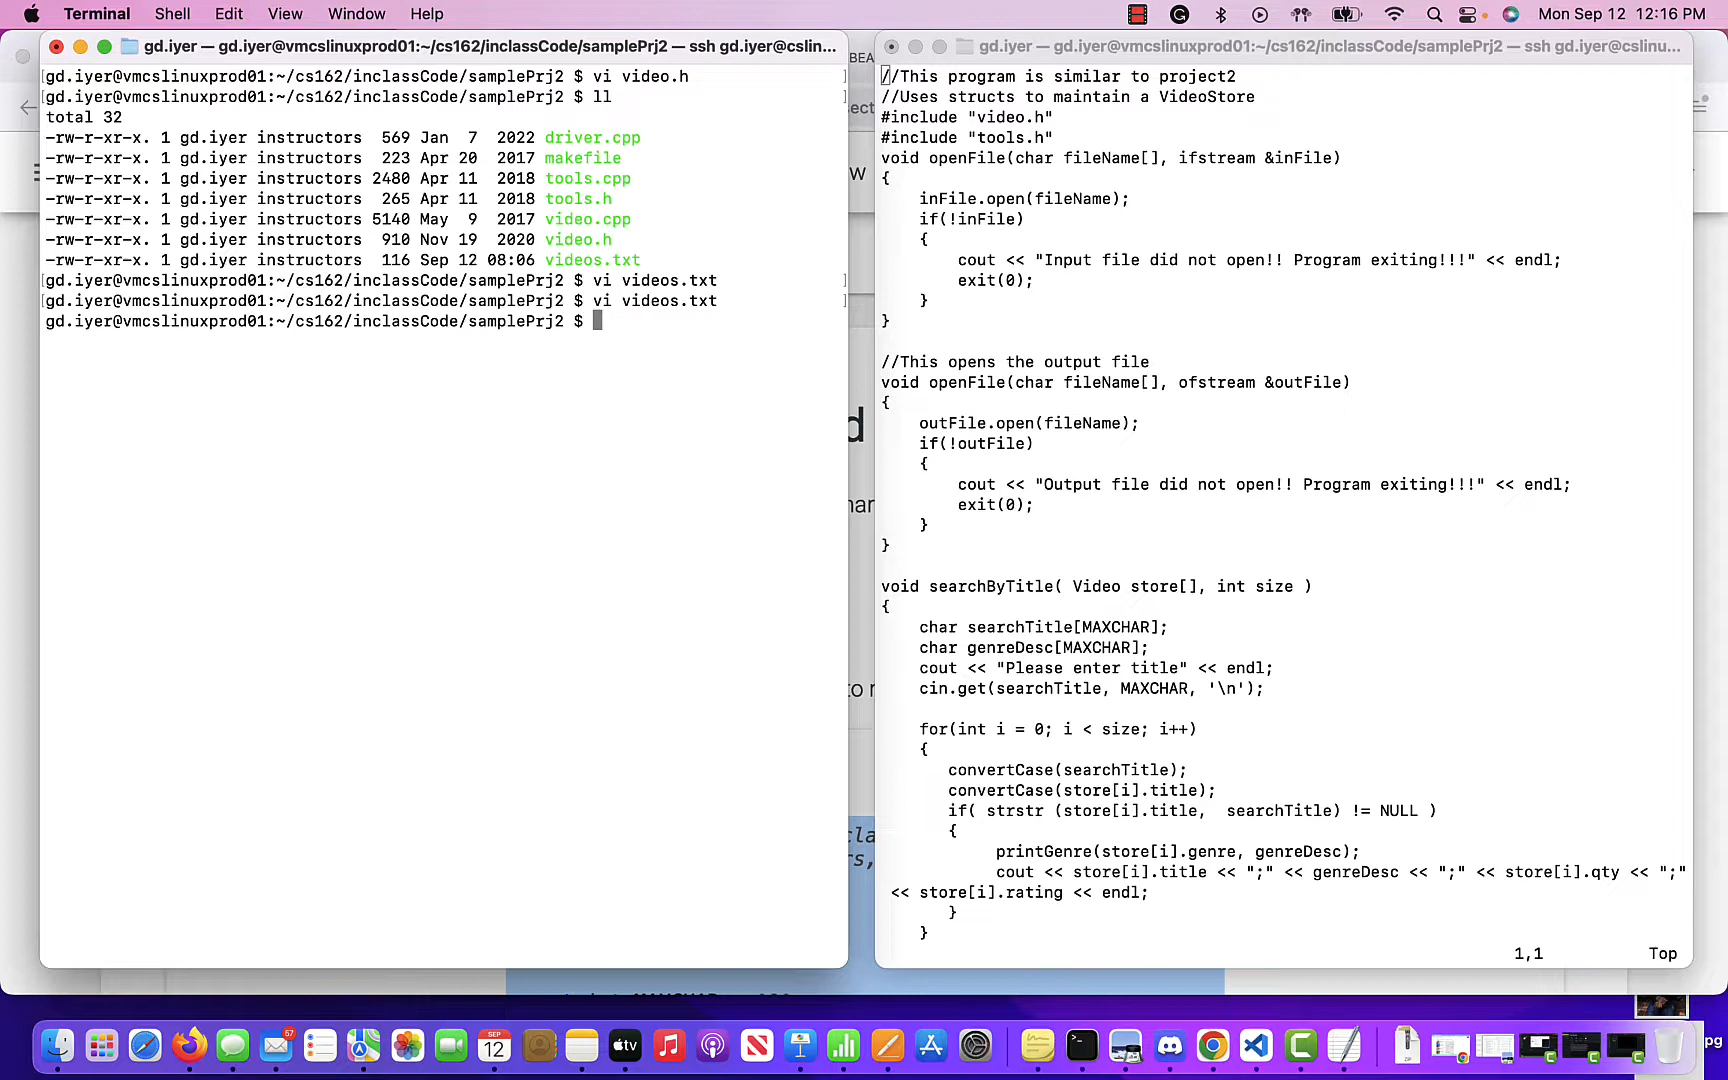 Terminal Shell Edit View Window Help Mon Sep 12 12:16 PM
gd.iyer — gd.iyer@vmcslinuxprod01:~/cs162/inclassCode/samplePrj2 — ssh gd.iyer@cslin...
[gd.iyer@vmcslinuxprod01:~/cs162/inclassCode/samplePrj2 $ vi video.h ]
[gd.iyer@vmcslinuxprod01:~/cs162/inclassCode/samplePrj2 $ ll ]
total 32
-rw-r-xr-x. 1 gd.iyer instructors 569 Jan 7 2022 driver.cpp
-rw-r-xr-x. 1 gd.iyer instructors 223 Apr 20 2017 makefile
-rw-r-xr-x. 1 gd.iyer instructors 2480 Apr 11 2018 tools.cpp
-rw-r-xr-x. 1 gd.iyer instructors 265 Apr 11 2018 tools.h
-rw-r-xr-x. 1 gd.iyer instructors 5140 May 9 2017 video.cpp
-rw-r-xr-x. 1 gd.iyer instructors 910 Nov 19 2020 video.h
-rw-r-xr-x. 1 gd.iyer instructors 116 Sep 12 08:06 videos.txt
[gd.iyer@vmcslinuxprod01:~/cs162/inclassCode/samplePrj2 $ vi videos.txt ]
[gd.iyer@vmcslinuxprod01:~/cs162/inclassCode/samplePrj2 $ vi videos.txt ]
gd.iyer@vmcslinuxprod01:~/cs162/inclassCode/samplePrj2 $
gd.iyer — gd.iyer@vmcslinuxprod01:~/cs162/inclassCode/samplePrj2 — ssh gd.iyer@cslinu...
//This program is similar to project2
//Uses structs to maintain a VideoStore
#include "video.h"
#include "tools.h"
void openFile(char fileName[], ifstream &inFile)
{
inFile.open(fileName);
if(!inFile)
{
cout << "Input file did not open!! Program exiting!!!" << endl;
exit(0);
}
}
//This opens the output file
void openFile(char fileName[], ofstream &outFile)
{
outFile.open(fileName);
if(!outFile)
{
cout << "Output file did not open!! Program exiting!!!" << endl;
exit(0);
}
}
void searchByTitle( Video store[], int size )
{
char searchTitle[MAXCHAR];
char genreDesc[MAXCHAR];
cout << "Please enter title" << endl;
cin.get(searchTitle, MAXCHAR, '\n');
for(int i = 0; i < size; i++)
{
convertCase(searchTitle);
convertCase(store[i].title);
if( strstr (store[i].title, searchTitle) != NULL )
{
printGenre(store[i].genre, genreDesc);
cout << store[i].title << ";" << genreDesc << ";" << store[i].qty << ";"
<< store[i].rating << endl;
}
}
1,1 Top
57
SEP
12
tv
ZIP
pg